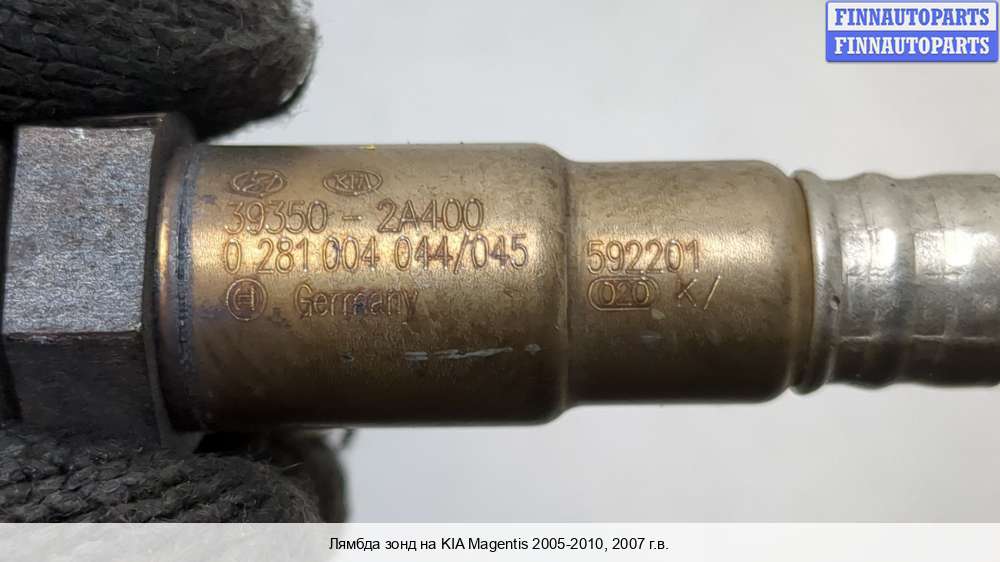 FINNAUTOPARTS
FINNAUTOPARTS
KIA
39350 - 2A400
0 281 004 044/045
592201
Germany
020 K/
Лямбда зонд на KIA Magentis 2005-2010, 2007 г.в.